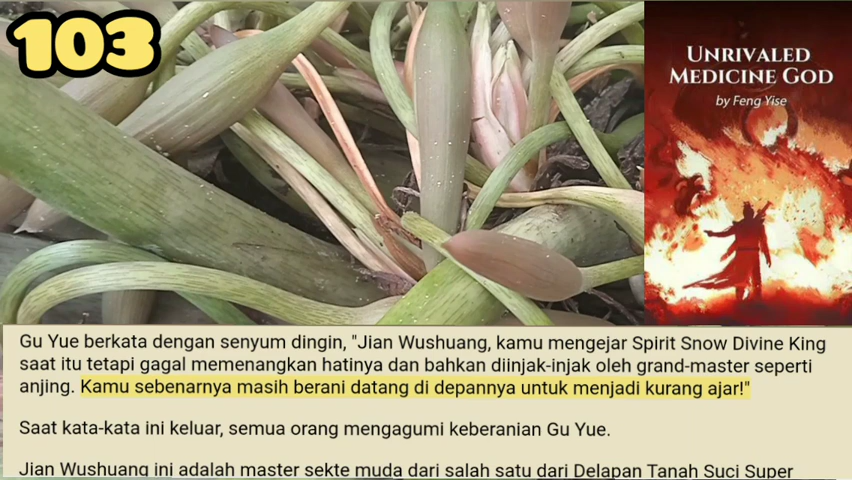 103
UNRIVALED
MEDICINE GOD
by Feng Yise
Gu Yue berkata dengan senyum dingin, "Jian Wushuang, kamu mengejar Spirit Snow Divine King
saat itu tetapi gagal memenangkan hatinya dan bahkan diinjak-injak oleh grand-master seperti
anjing. Kamu sebenarnya masih berani datang di depannya untuk menjadi kurang ajar!"
Saat kata-kata ini keluar, semua orang mengagumi keberanian Gu Yue.
Jian Wushuang ini adalah master sekte muda dari salah satu dari Delapan Tanah Suci Super